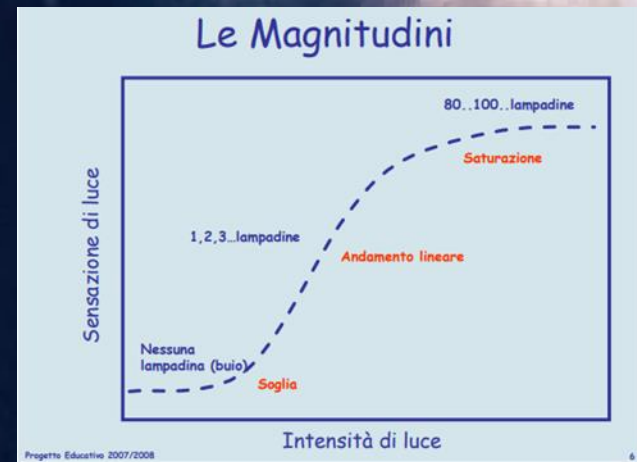 Le Magnitudini
80..100..lampadine
Saturazione
1,2,3...lampadine
Andamento lineare
Sensazione di luce
Nessuna
lampadina (buio)
Soglia
Intensità di luce
Progetto Educativo 2007/2008
6